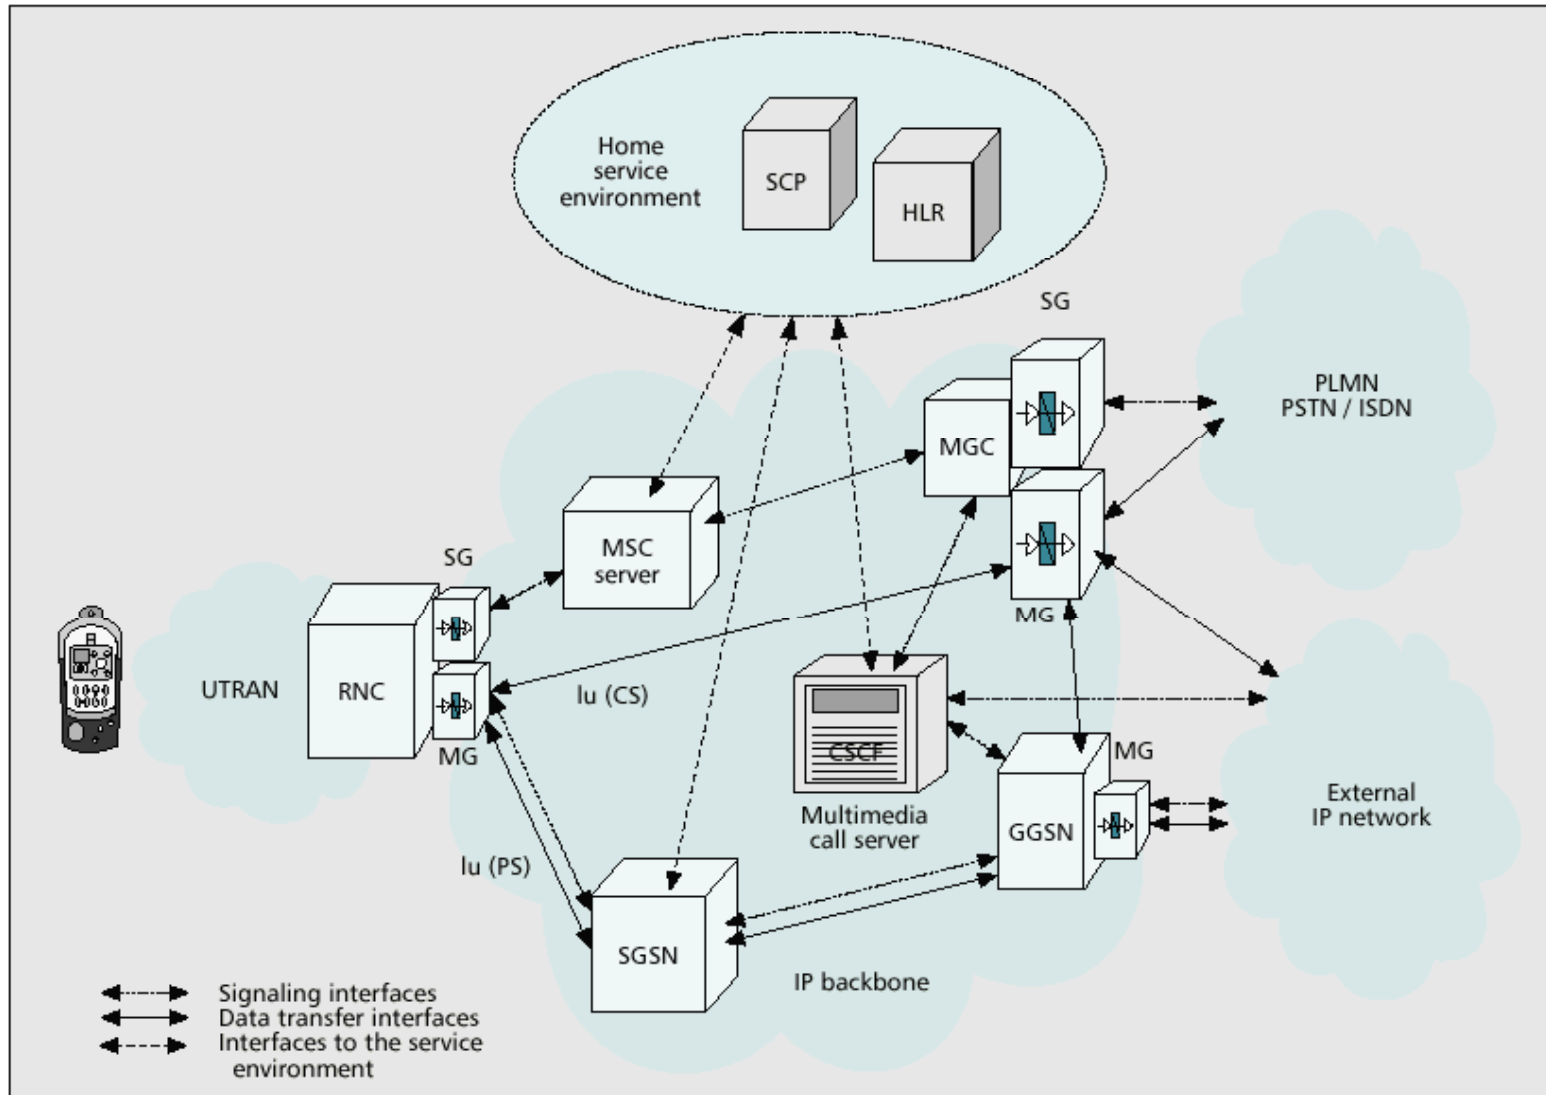 Home
service
environment
SCP
HLR
SG
PLMN
PSTN / ISDN
MGC
MSC
server
SG
MG
UTRAN
RNC
Iu (CS)
MG
CSCF
MG
Multimedia
call server
GGSN
External
IP network
Iu (PS)
SGSN
IP backbone
Signaling interfaces
Data transfer interfaces
Interfaces to the service
environment